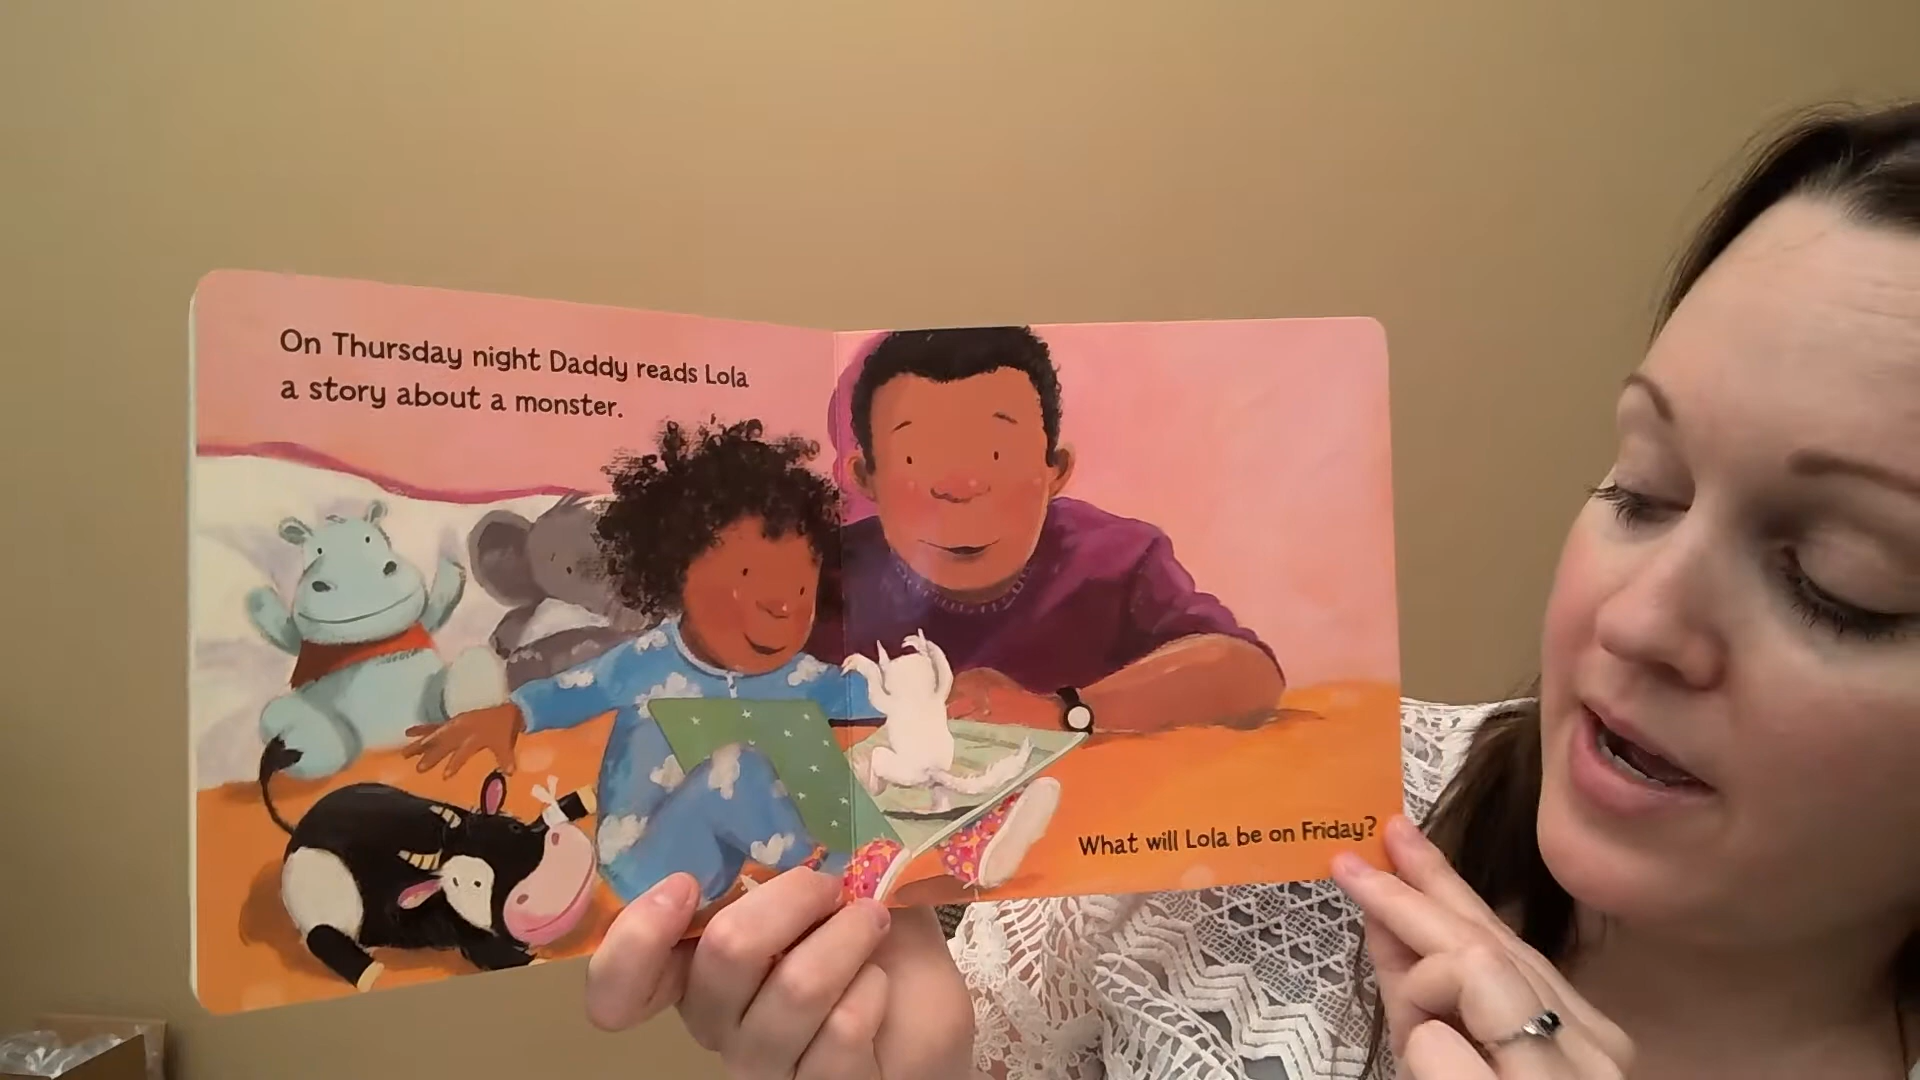 On Thursday night Daddy reads Lola
a story about a monster.
What will Lola be on Friday?